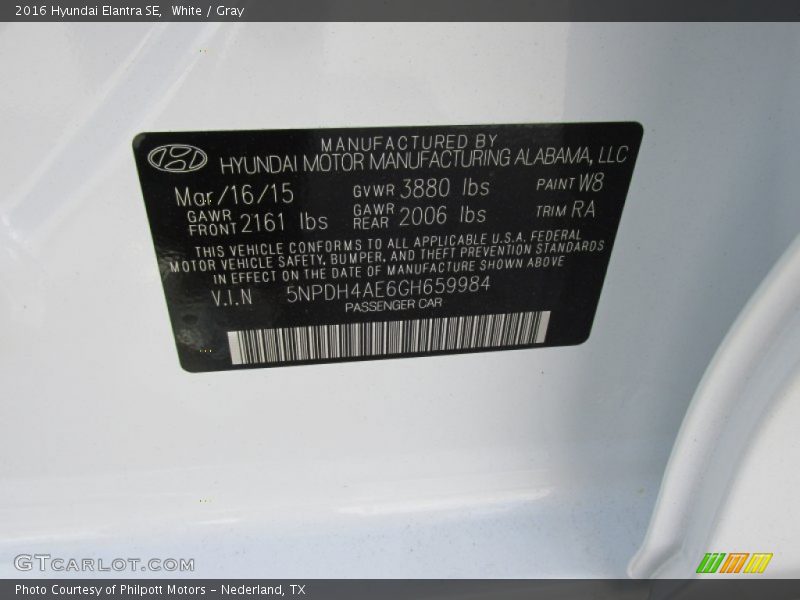 2016 Hyundai Elantra SE,  White / Gray
MANUFACTURED BY
HYUNDAI MOTOR MANUFACTURING ALABAMA, LLC
Mar/16/15 GVWR 3880 lbs PAINT W8
GAWR FRONT 2161 lbs GAWR REAR 2006 lbs TRIM RA
THIS VEHICLE CONFORMS TO ALL APPLICABLE U.S.A. FEDERAL
MOTOR VEHICLE SAFETY, BUMPER, AND THEFT PREVENTION STANDARDS
IN EFFECT ON THE DATE OF MANUFACTURE SHOWN ABOVE
V.I.N 5NPDH4AE6GH659984
PASSENGER CAR
GTCARLOT.COM
Photo Courtesy of Philpott Motors - Nederland, TX